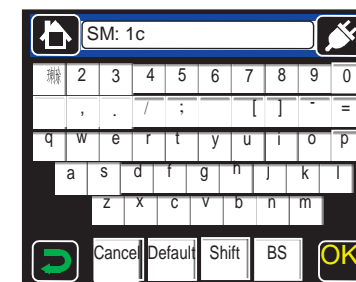 SM: 1c
2 3 4 5 6 7 8 9 0
, . / ; [ ] - =
q w e r t y u i o p
a s d f g h j k l
z x c v b n m
Cancel Default Shift BS OK